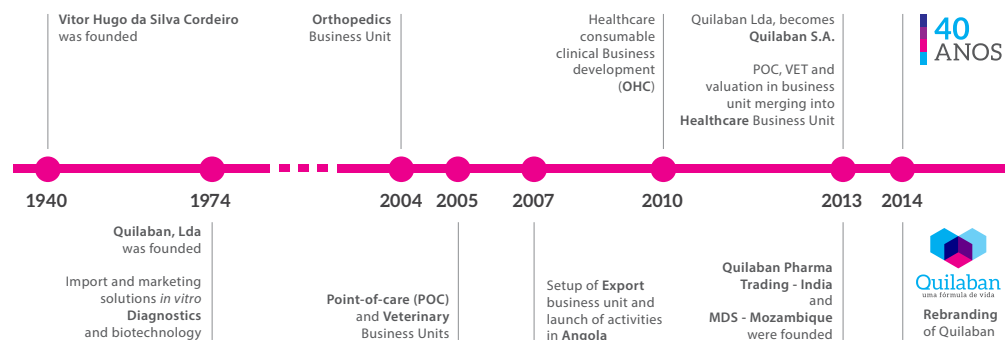 Vitor Hugo da Silva Cordeiro
was founded
Orthopedics
Business Unit
Healthcare
consumable
clinical Business
development
(OHC)
Quilaban Lda, becomes
Quilaban S.A.
POC, VET and
valuation in business
unit merging into
Healthcare Business Unit
40
ANOS
1940
1974
2004
2005
2007
2010
2013
2014
Quilaban, Lda
was founded
Import and marketing
solutions in vitro
Diagnostics
and biotechnology
Point-of-care (POC)
and Veterinary
Business Units
Setup of Export
business unit and
launch of activities
in Angola
Quilaban Pharma
Trading - India
and
MDS - Mozambique
were founded
Quilaban
uma fórmula de vida
Rebranding
of Quilaban